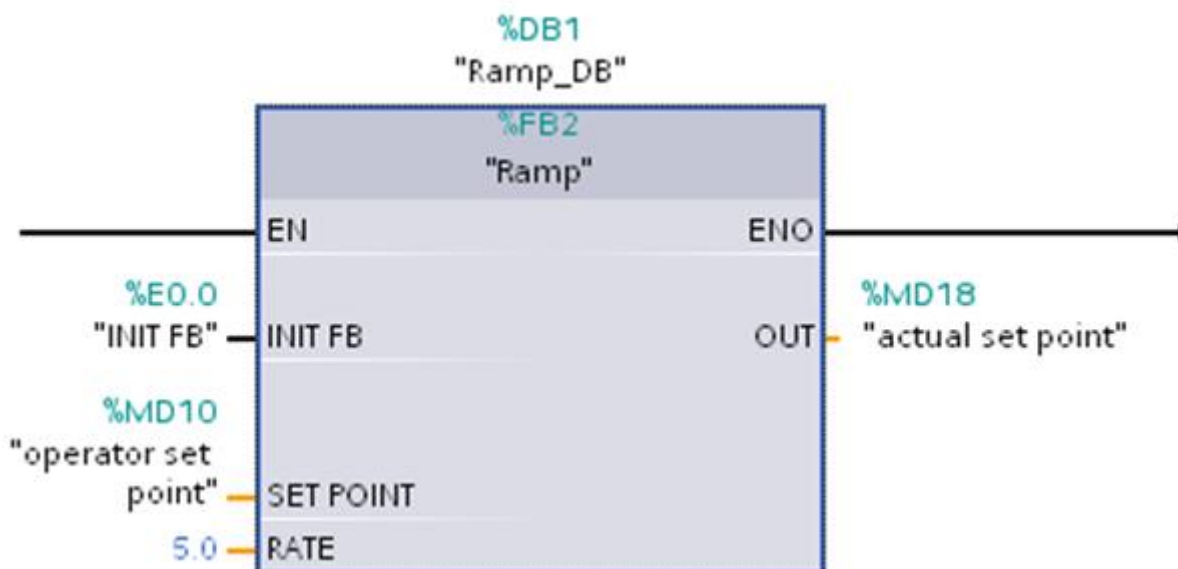 %DB1
"Ramp_DB"
%FB2
"Ramp"
EN ENO
%E0.0
"INIT FB" INIT FB
%MD18
OUT "actual set point"
%MD10
"operator set
point" SET POINT
5.0 RATE